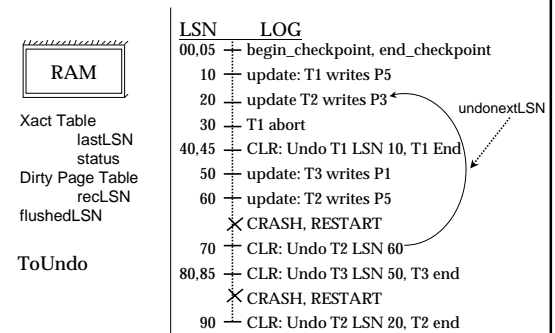 LSN LOG
00,05 begin_checkpoint, end_checkpoint
10 update: T1 writes P5
20 update T2 writes P3
30 T1 abort
40,45 CLR: Undo T1 LSN 10, T1 End
50 update: T3 writes P1
60 update: T2 writes P5
CRASH, RESTART
70 CLR: Undo T2 LSN 60
80,85 CLR: Undo T3 LSN 50, T3 end
CRASH, RESTART
90 CLR: Undo T2 LSN 20, T2 end
undonextLSN
RAM
Xact Table
lastLSN
status
Dirty Page Table
recLSN
flushedLSN
ToUndo